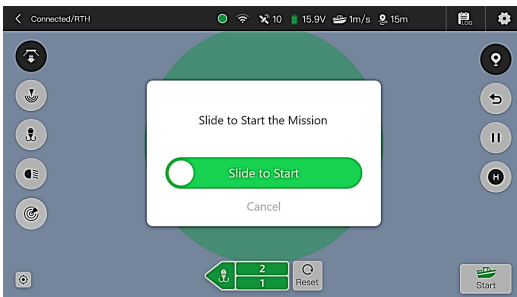 Connected/RTH 10 15.9V 1m/s 15m LOG
Slide to Start the Mission
Slide to Start
Cancel
H
2
1
Reset
Start